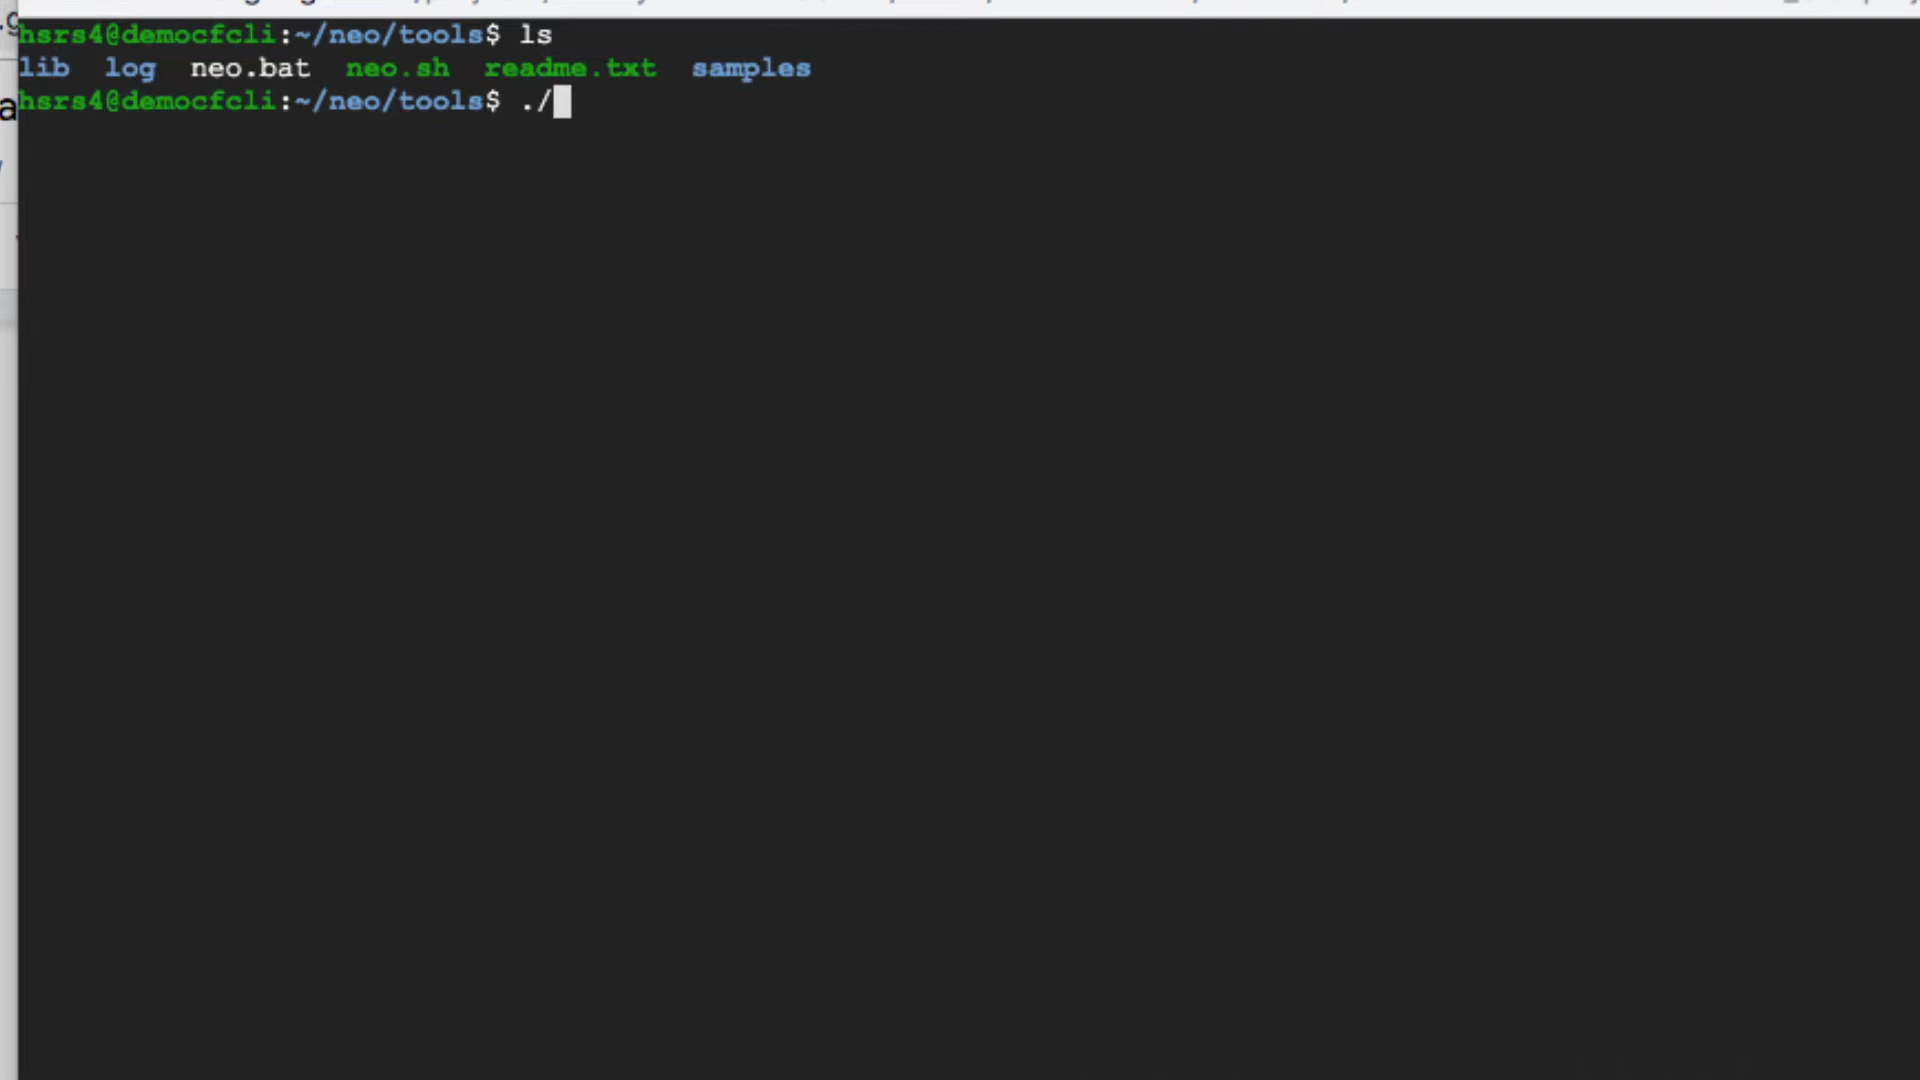 hsrs4@democfcli:~/neo/tools$ ls
lib log neo.bat neo.sh readme.txt samples
hsrs4@democfcli:~/neo/tools$ ./